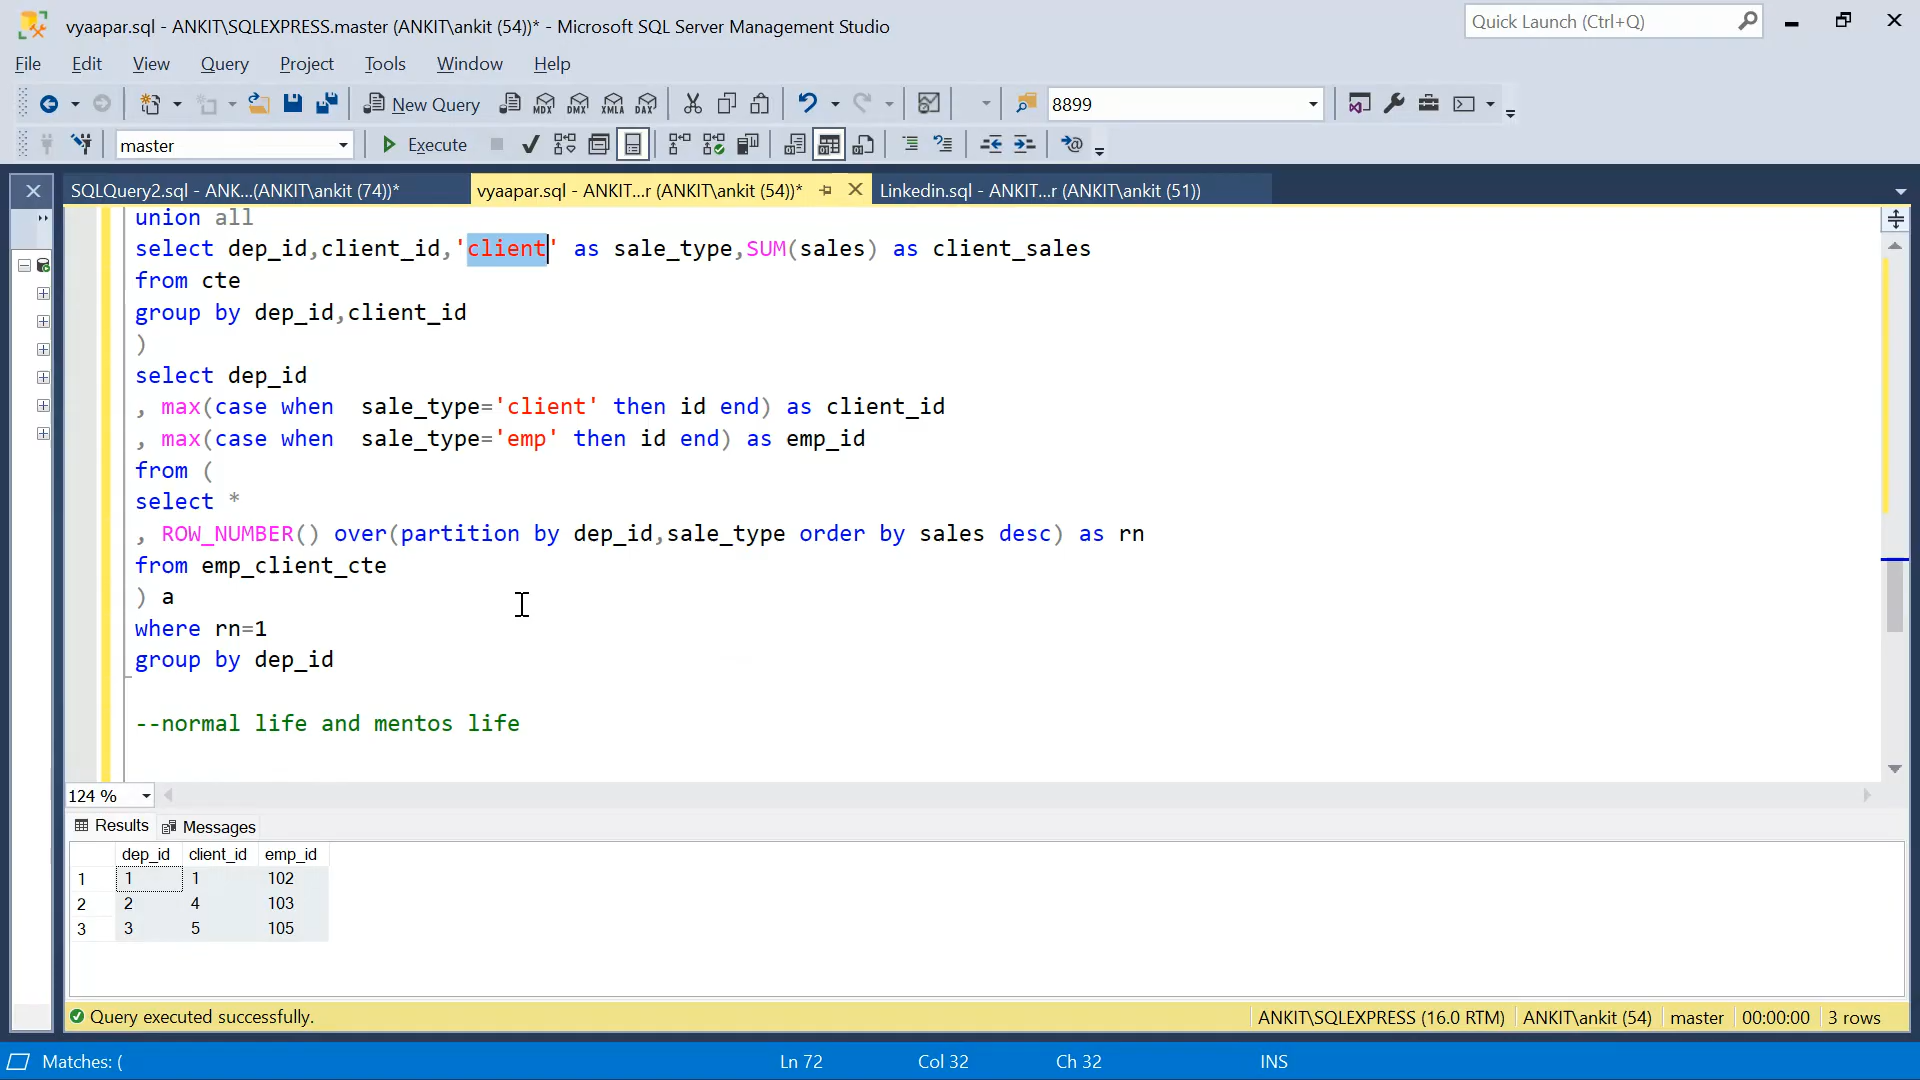 vyaapar.sql - ANKIT\SQLEXPRESS.master (ANKIT\ankit (54))* - Microsoft SQL Server Management Studio
Quick Launch (Ctrl+Q)
File Edit View Query Project Tools Window Help
New Query MDX DMX XMLA DAX 8899
master Execute
SQLQuery2.sql - ANK...(ANKIT\ankit (74))* vyaapar.sql - ANKIT...r (ANKIT\ankit (54))* Linkedin.sql - ANKIT...r (ANKIT\ankit (51))
union all
select dep_id,client_id,'client' as sale_type,SUM(sales) as client_sales
from cte
group by dep_id,client_id
)
select dep_id
, max(case when  sale_type='client' then id end) as client_id
, max(case when  sale_type='emp' then id end) as emp_id
from (
select *
, ROW_NUMBER() over(partition by dep_id,sale_type order by sales desc) as rn
from emp_client_cte
) a
where rn=1
group by dep_id
--normal life and mentos life
124 %
Results Messages
dep_id client_id emp_id
1 1 1 102
2 2 4 103
3 3 5 105
Query executed successfully. ANKIT\SQLEXPRESS (16.0 RTM) ANKIT\ankit (54) master 00:00:00 3 rows
Matches: ( Ln 72 Col 32 Ch 32 INS